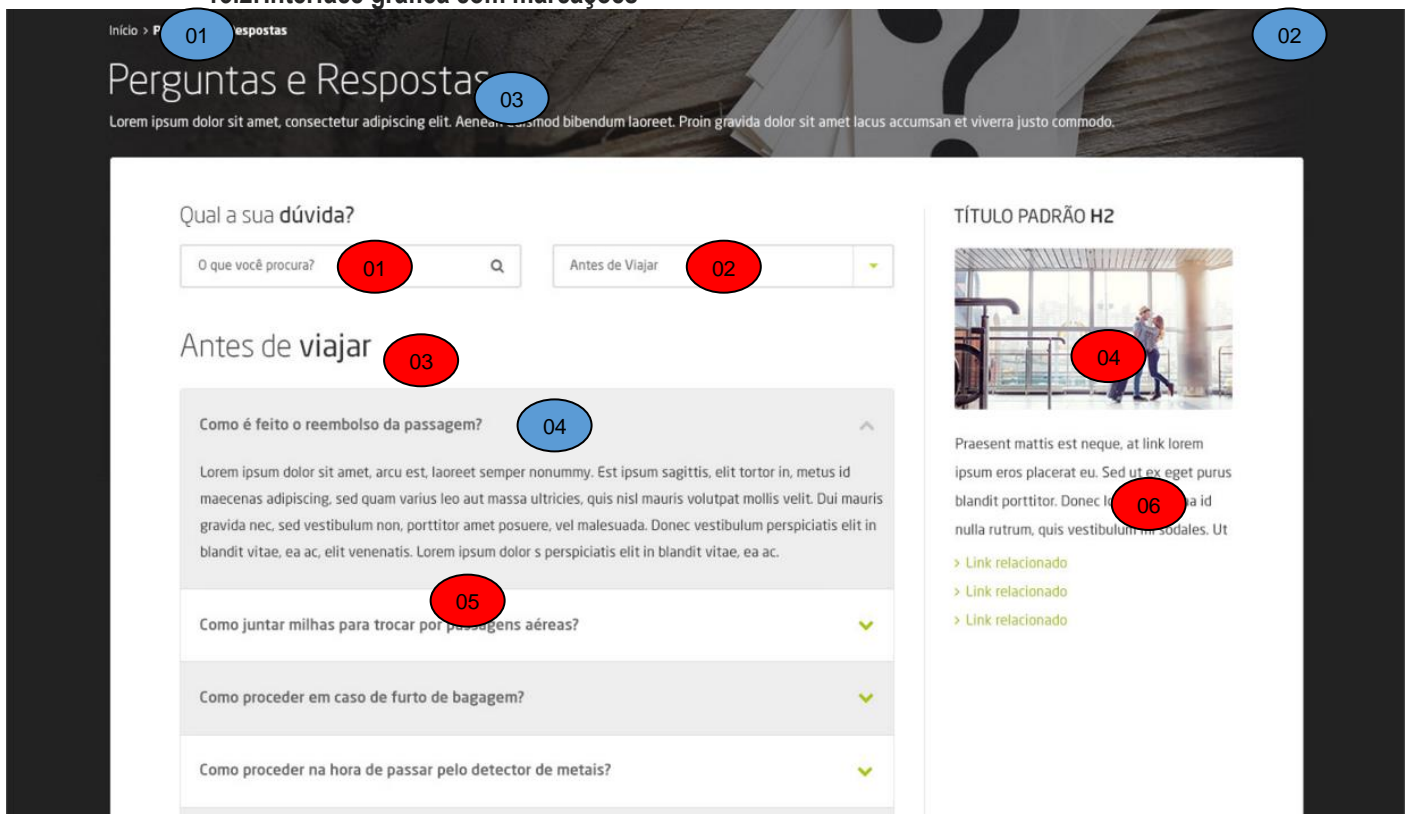 Início > P espostas
01
02
Perguntas e Respostas
03
Lorem ipsum dolor sit amet, consectetur adipiscing elit. Aenean euismod bibendum laoreet. Proin gravida dolor sit amet lacus accumsan et viverra justo commodo.
Qual a sua dúvida?
O que você procura?
01
Antes de Viajar
02
Antes de viajar
03
Como é feito o reembolso da passagem?
04
Lorem ipsum dolor sit amet, arcu est, laoreet semper nonummy. Est ipsum sagittis, elit tortor in, metus id
maecenas adipiscing, sed quam varius leo aut massa ultricies, quis nisl mauris volutpat mollis velit. Dui mauris
gravida nec, sed vestibulum non, porttitor amet posuere, vel malesuada. Donec vestibulum perspiciatis elit in
blandit vitae, ea ac, elit venenatis. Lorem ipsum dolor s perspiciatis elit in blandit vitae, ea ac.
05
Como juntar milhas para trocar por passagens aéreas?
Como proceder em caso de furto de bagagem?
Como proceder na hora de passar pelo detector de metais?
TÍTULO PADRÃO H2
04
Praesent mattis est neque, at link lorem
ipsum eros placerat eu. Sed ut ex eget purus
blandit porttitor. Donec id
06
nulla rutrum, quis vestibulum mi sodales. Ut
> Link relacionado
> Link relacionado
> Link relacionado